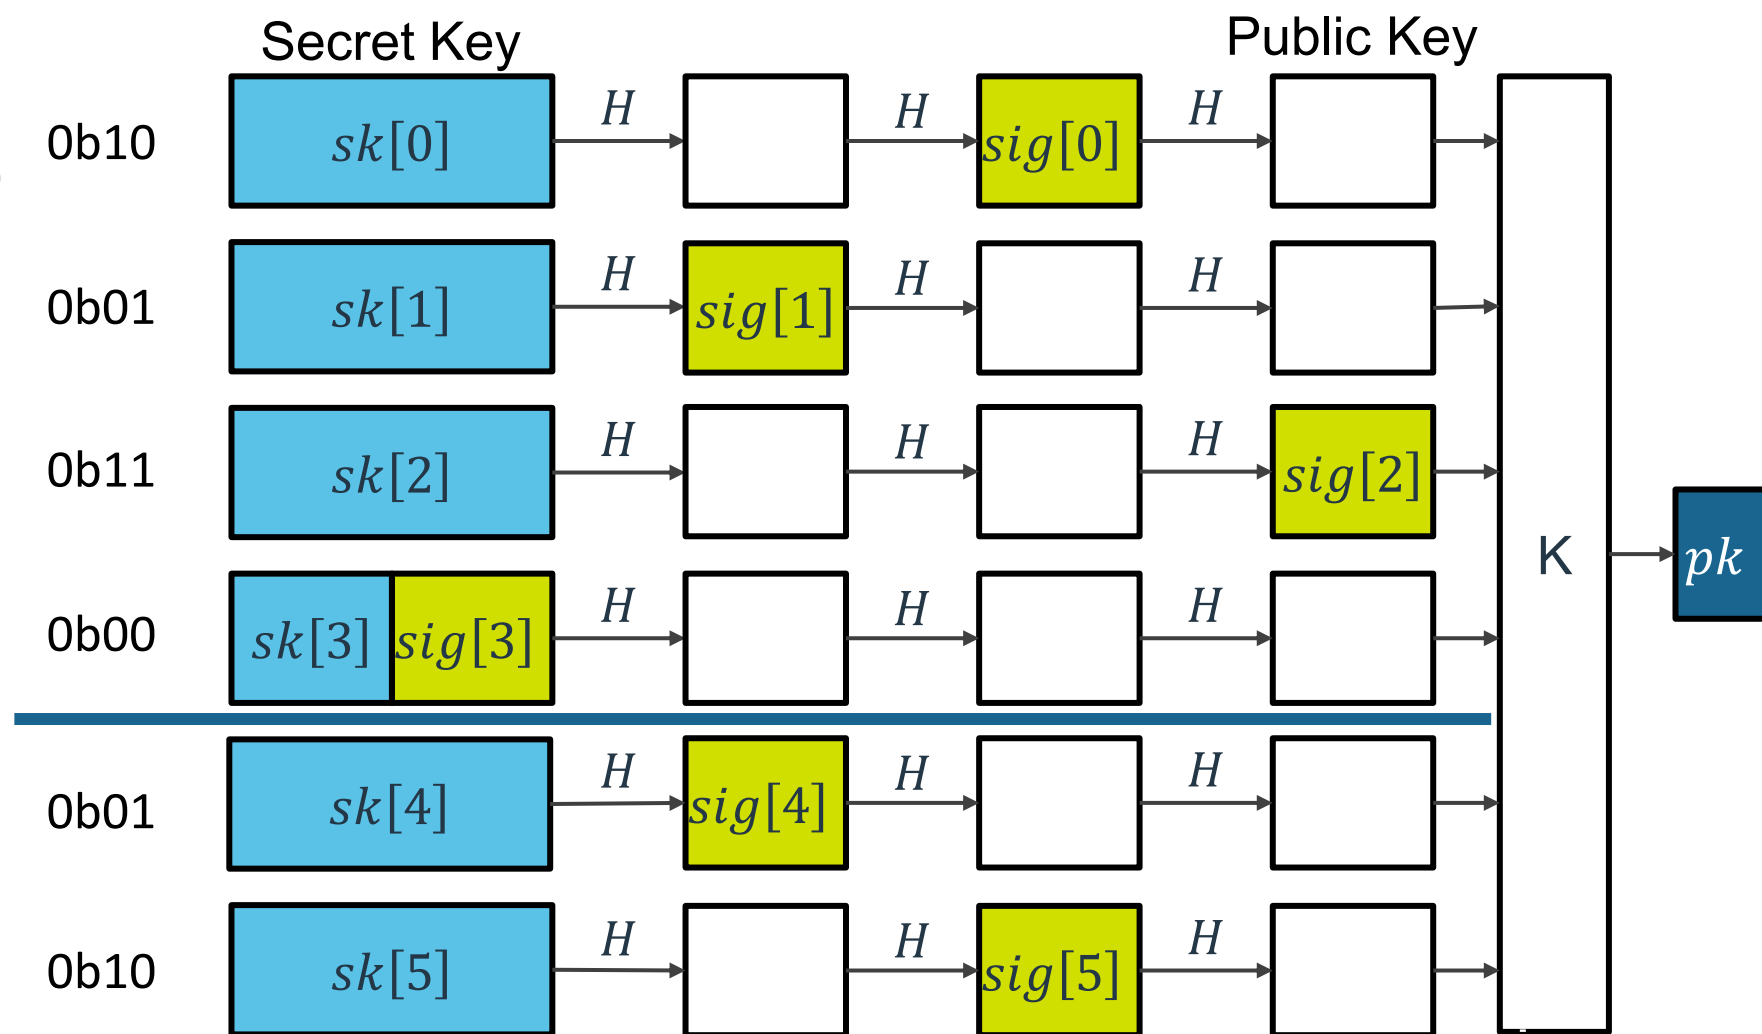 Secret Key
Public Key
0b10 sk[0] H H sig[0] H
0b01 sk[1] H sig[1] H H
0b11 sk[2] H H H sig[2]
K pk
0b00 sk[3] sig[3] H H H
0b01 sk[4] H sig[4] H H
0b10 sk[5] H H sig[5] H